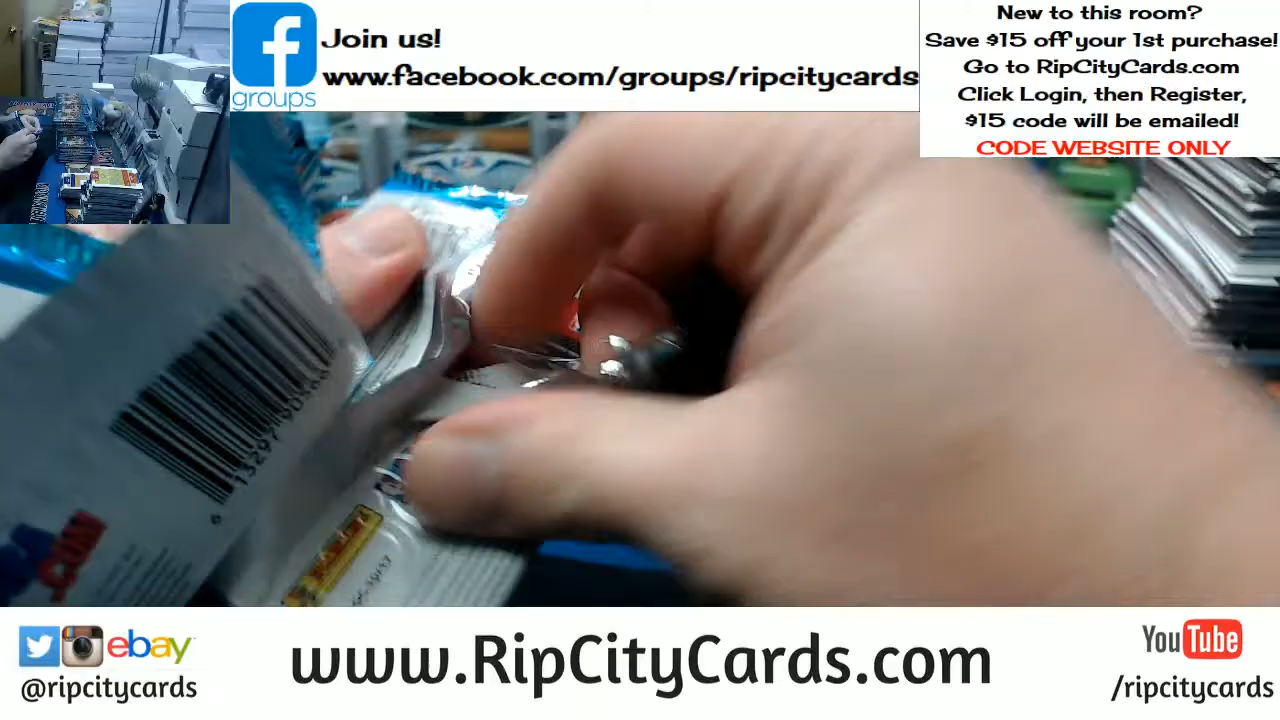 Join us!
www.facebook.com/groups/ripcitycards
groups
New to this room?
Save $15 off your 1st purchase!
Go to RipCityCards.com
Click Login, then Register,
$15 code will be emailed!
CODE WEBSITE ONLY
ebay
@ripcitycards
www.RipCityCards.com
YouTube
/ripcitycards